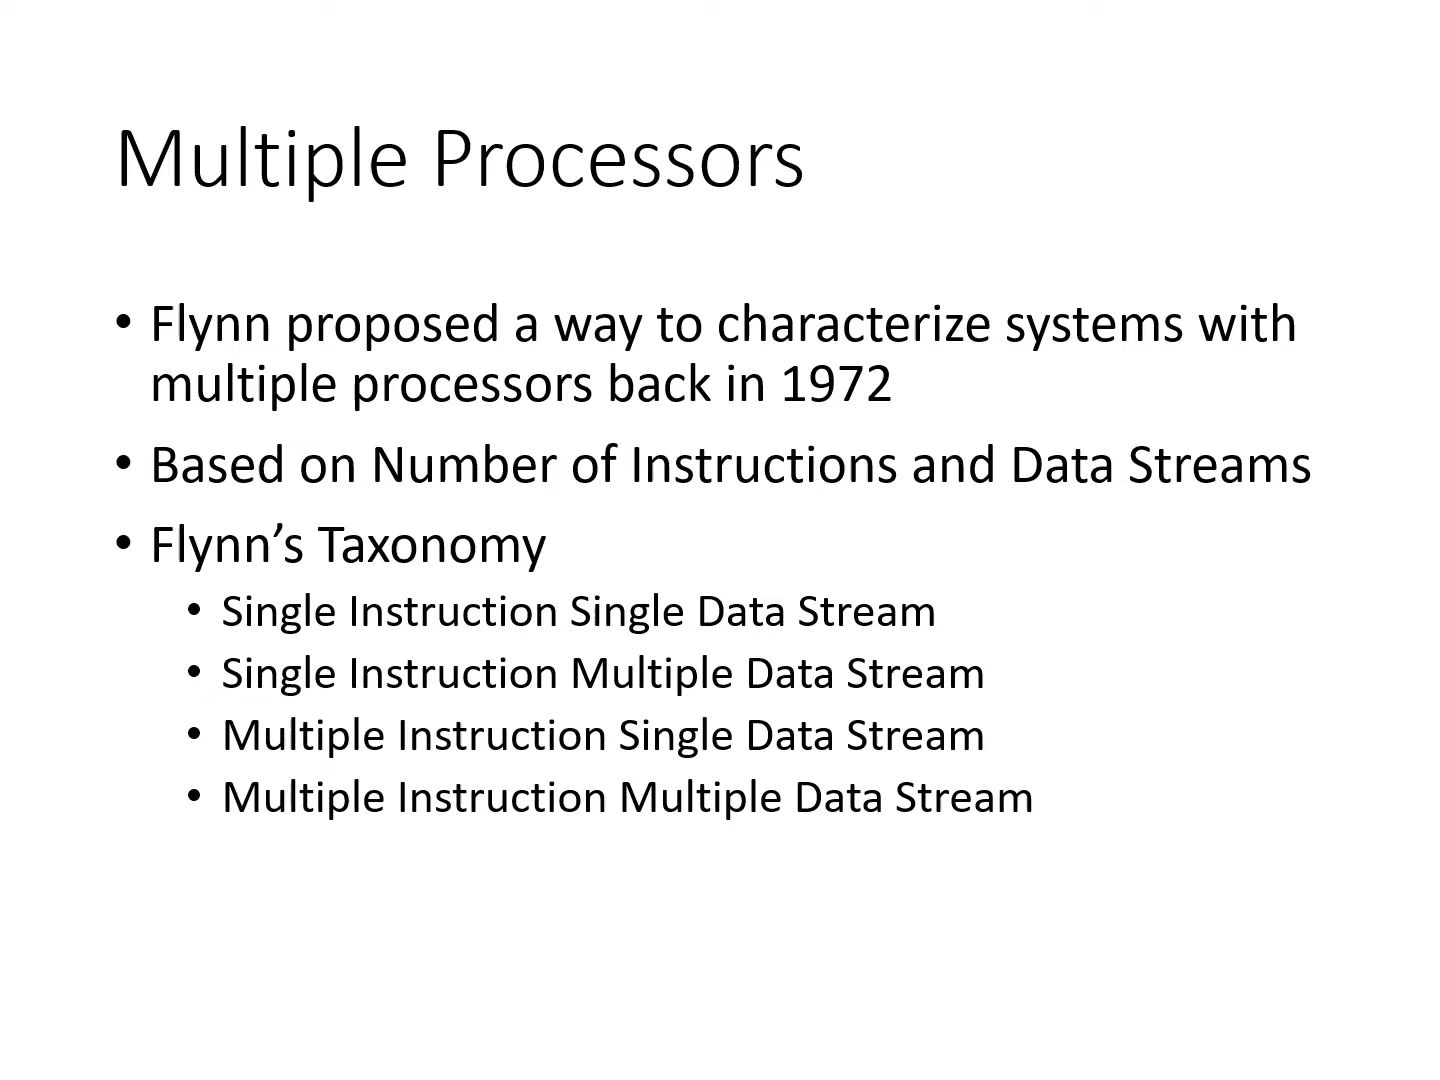 Multiple Processors
• Flynn proposed a way to characterize systems with
multiple processors back in 1972
• Based on Number of Instructions and Data Streams
• Flynn’s Taxonomy
• Single Instruction Single Data Stream
• Single Instruction Multiple Data Stream
• Multiple Instruction Single Data Stream
• Multiple Instruction Multiple Data Stream